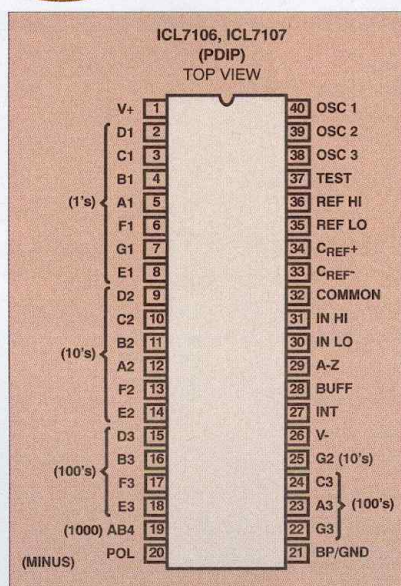 ICL7106, ICL7107
(PDIP)
TOP VIEW
V+ 1 40 OSC 1
D1 2 39 OSC 2
C1 3 38 OSC 3
B1 4 37 TEST
(1's) A1 5 36 REF HI
F1 6 35 REF LO
G1 7 34 CREF+
E1 8 33 CREF-
D2 9 32 COMMON
C2 10 31 IN HI
B2 11 30 IN LO
(10's) A2 12 29 A-Z
F2 13 28 BUFF
E2 14 27 INT
D3 15 26 V-
B3 16 25 G2 (10's)
(100's) F3 17 24 C3
E3 18 23 A3 (100's)
(1000) AB4 19 22 G3
(MINUS) POL 20 21 BP/GND